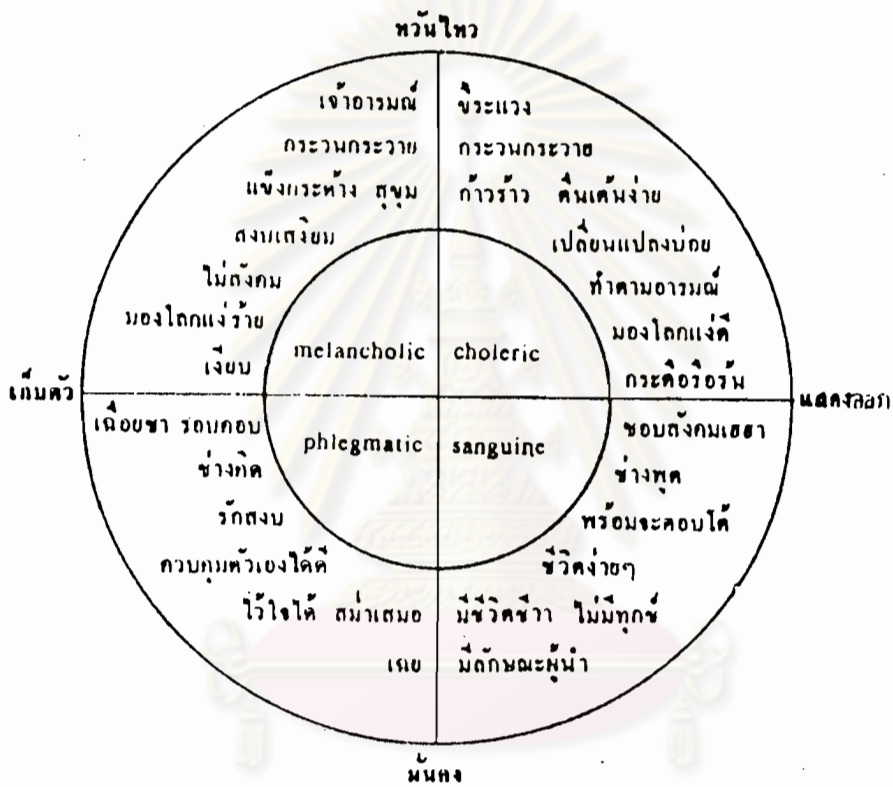 หวั่นไหว
เจ้าอารมณ์ ขี้ระแวง
กระวนกระวาย กระวนกระวาย
แข็งกระด้าง สุขุม ก้าวร้าว ตื่นเต้นง่าย
สงบเสงี่ยม เปลี่ยนแปลงบ่อย
ไม่สังคม ทำตามอารมณ์
มองโลกแง่ร้าย มองโลกแง่ดี
melancholic choleric
เงียบ กระตือรือร้น
เก็บตัว แสดงออก
เฉื่อยชา รอบคอบ ชอบสังคมเฮฮา
phlegmatic sanguine
ช่างคิด ช่างพูด
รักสงบ พร้อมจะตอบโต้
ควบคุมตัวเองได้ดี ชีวิตง่ายๆ
ไว้ใจได้ สม่ำเสมอ มีชีวิตชีวา ไม่มีทุกข์
เฉย มีลักษณะผู้นำ
มั่นคง